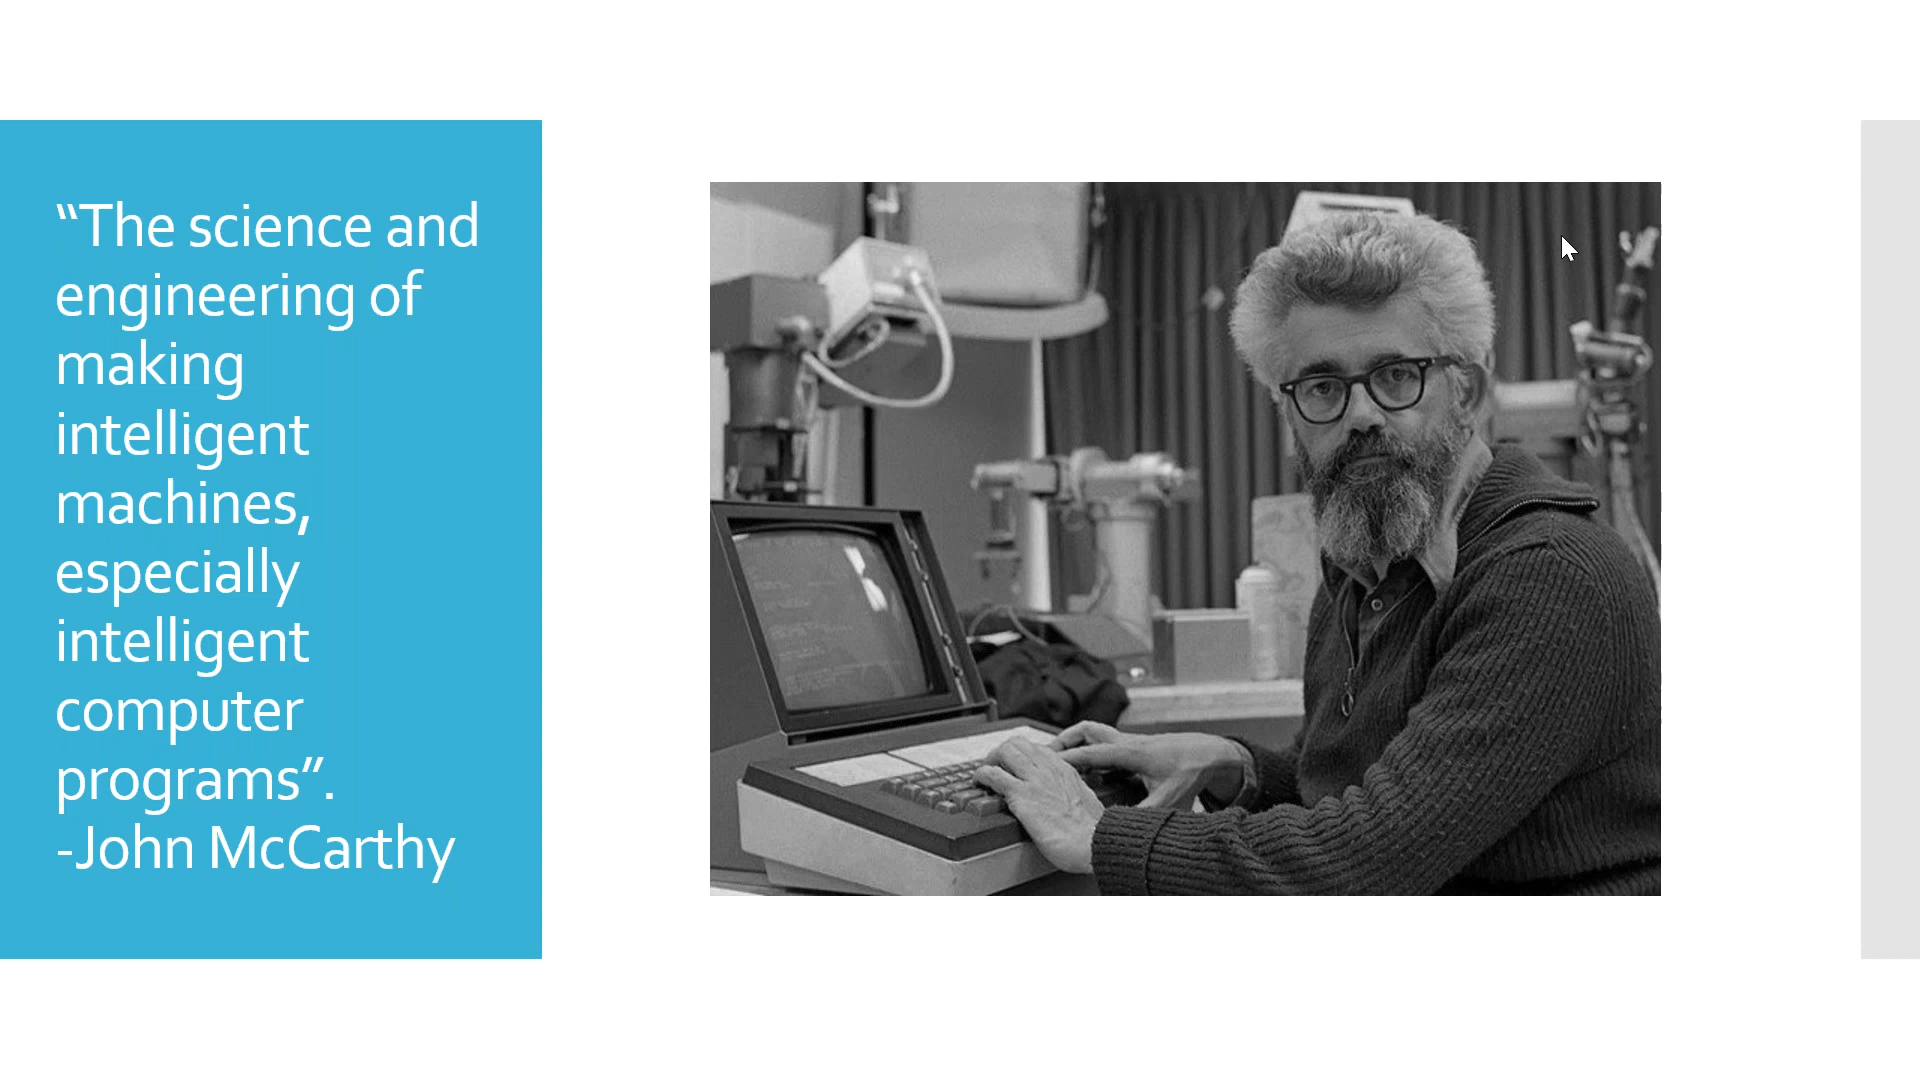 “The science and
engineering of
making
intelligent
machines,
especially
intelligent
computer
programs”.
-John McCarthy